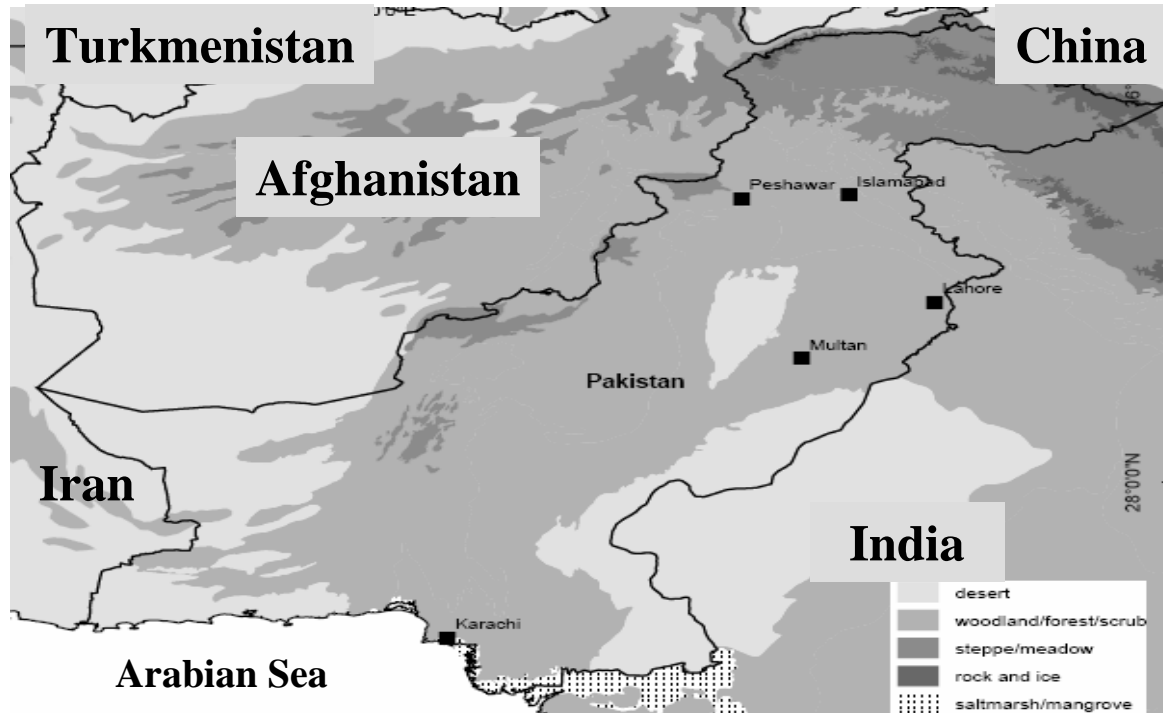 Turkmenistan
China
Afghanistan
Peshawar
Islamabad
Lahore
Multan
Pakistan
Iran
28°0'0"N
India
desert
woodland/forest/scrub
steppe/meadow
rock and ice
saltmarsh/mangrove
Karachi
Arabian Sea